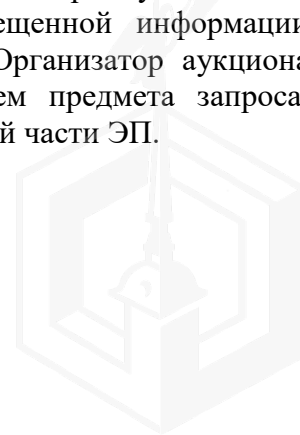 ещенной информации
Организатор аукциона
ем предмета запроса
й части ЭП.